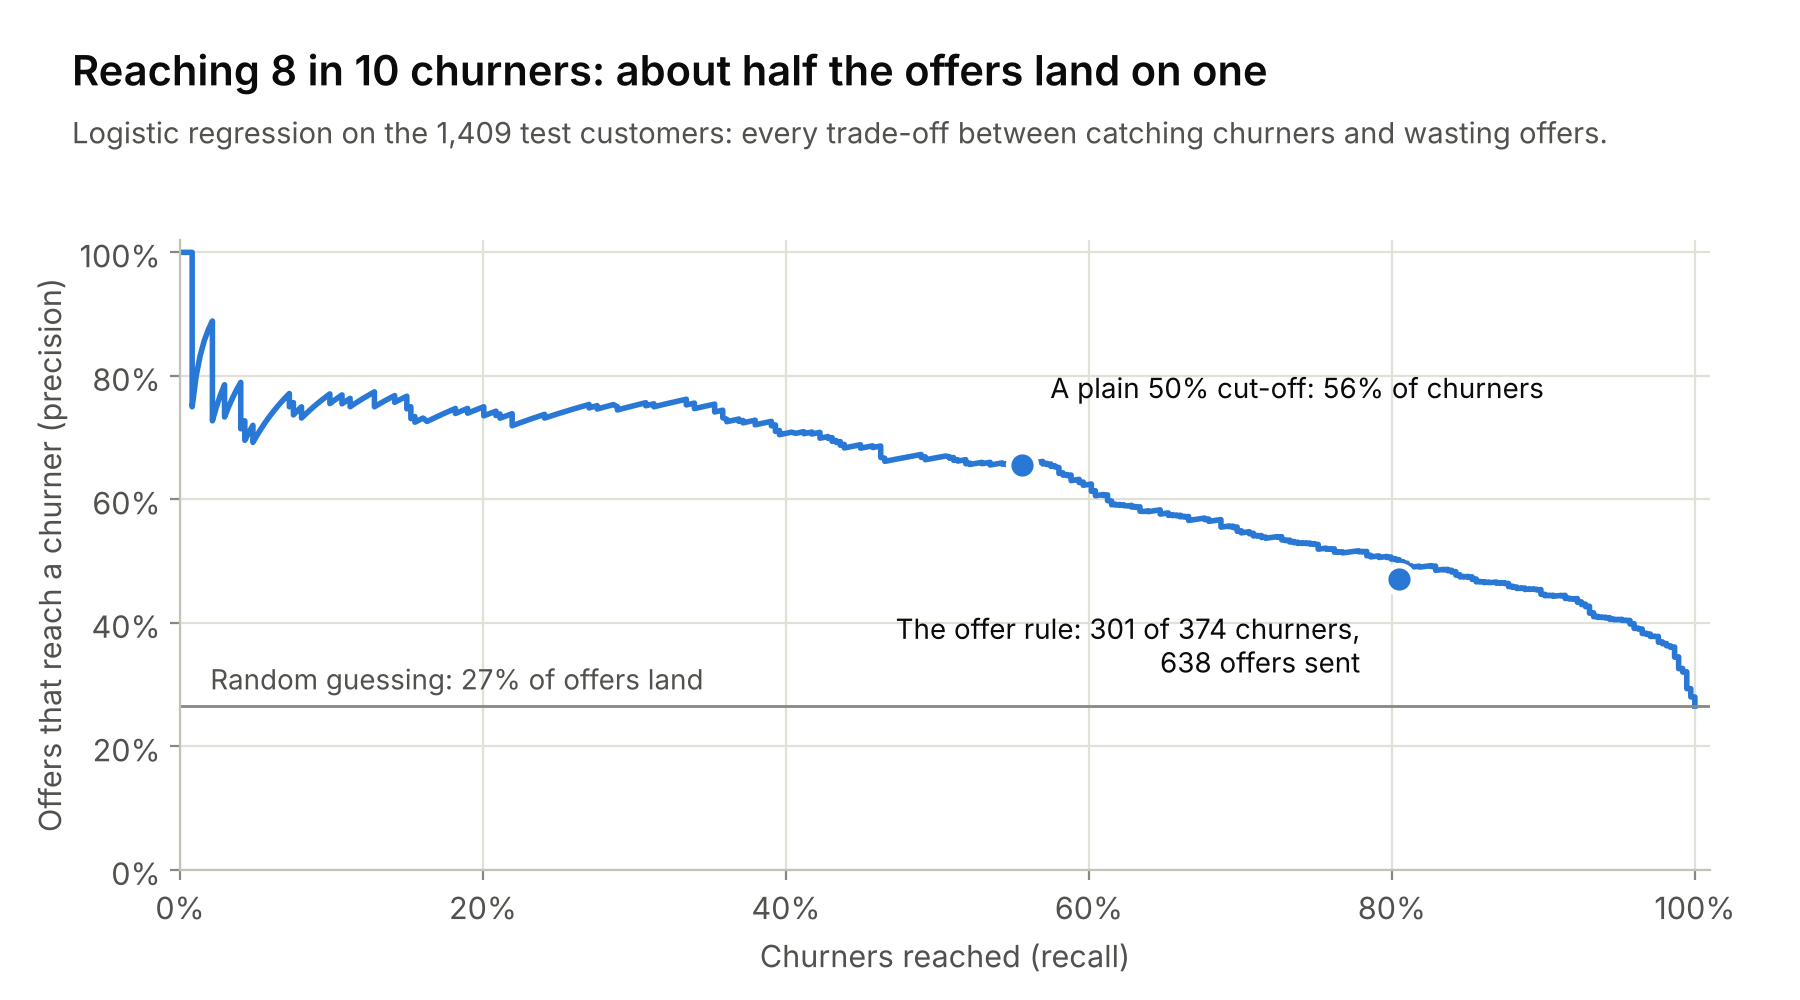 Reaching 8 in 10 churners: about half the offers land on one
Logistic regression on the 1,409 test customers: every trade-off between catching churners and wasting offers.
Offers that reach a churner (precision)
100%
80%
60%
40%
20%
0%
A plain 50% cut-off: 56% of churners
The offer rule: 301 of 374 churners,
638 offers sent
Random guessing: 27% of offers land
0%
20%
40%
60%
80%
100%
Churners reached (recall)